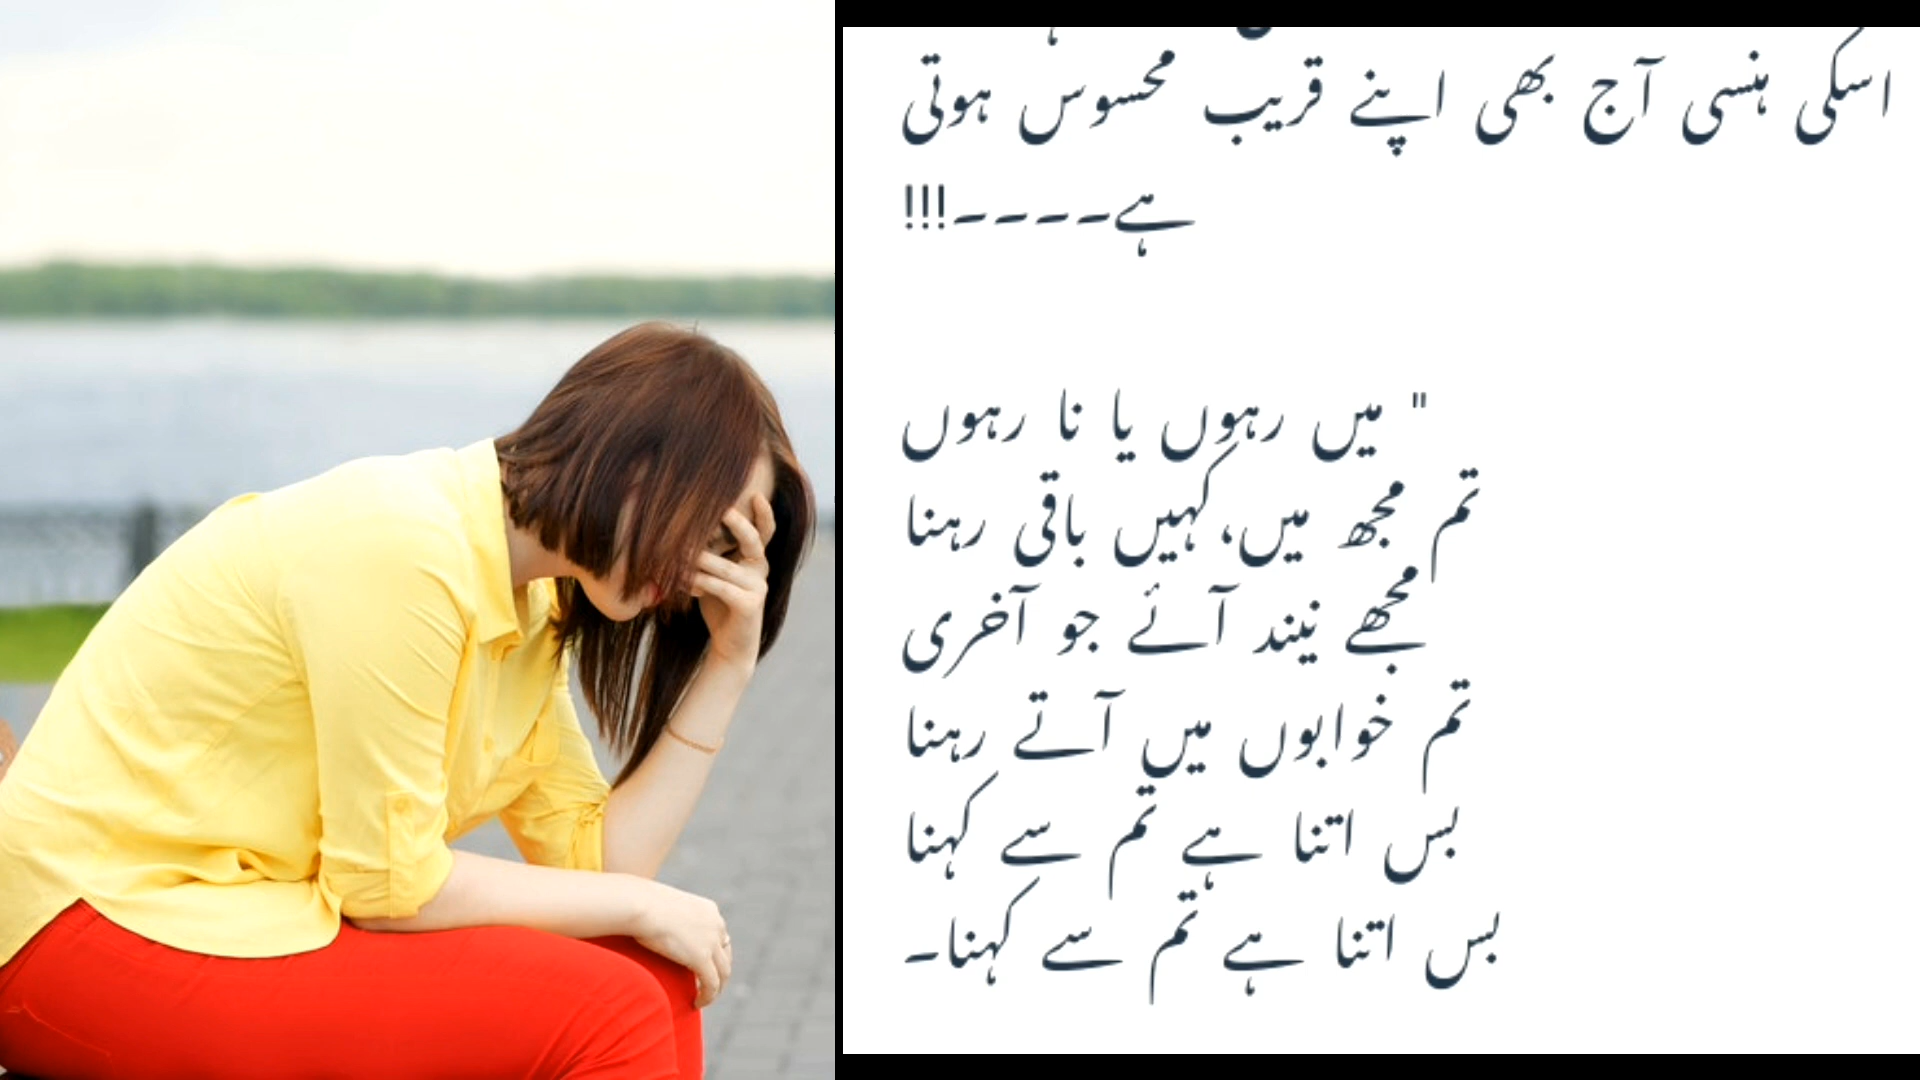 اسکی ہنسی آج بھی اپنے قریب محسوس ہوتی
ہے۔۔۔۔!!!
" میں رہوں یا نا رہوں
تم مجھ میں، کہیں باقی رہنا
مجھے نیند آئے جو آخری
تم خوابوں میں آتے رہنا
بس اتنا ہے تم سے کہنا
بس اتنا ہے تم سے کہنا۔